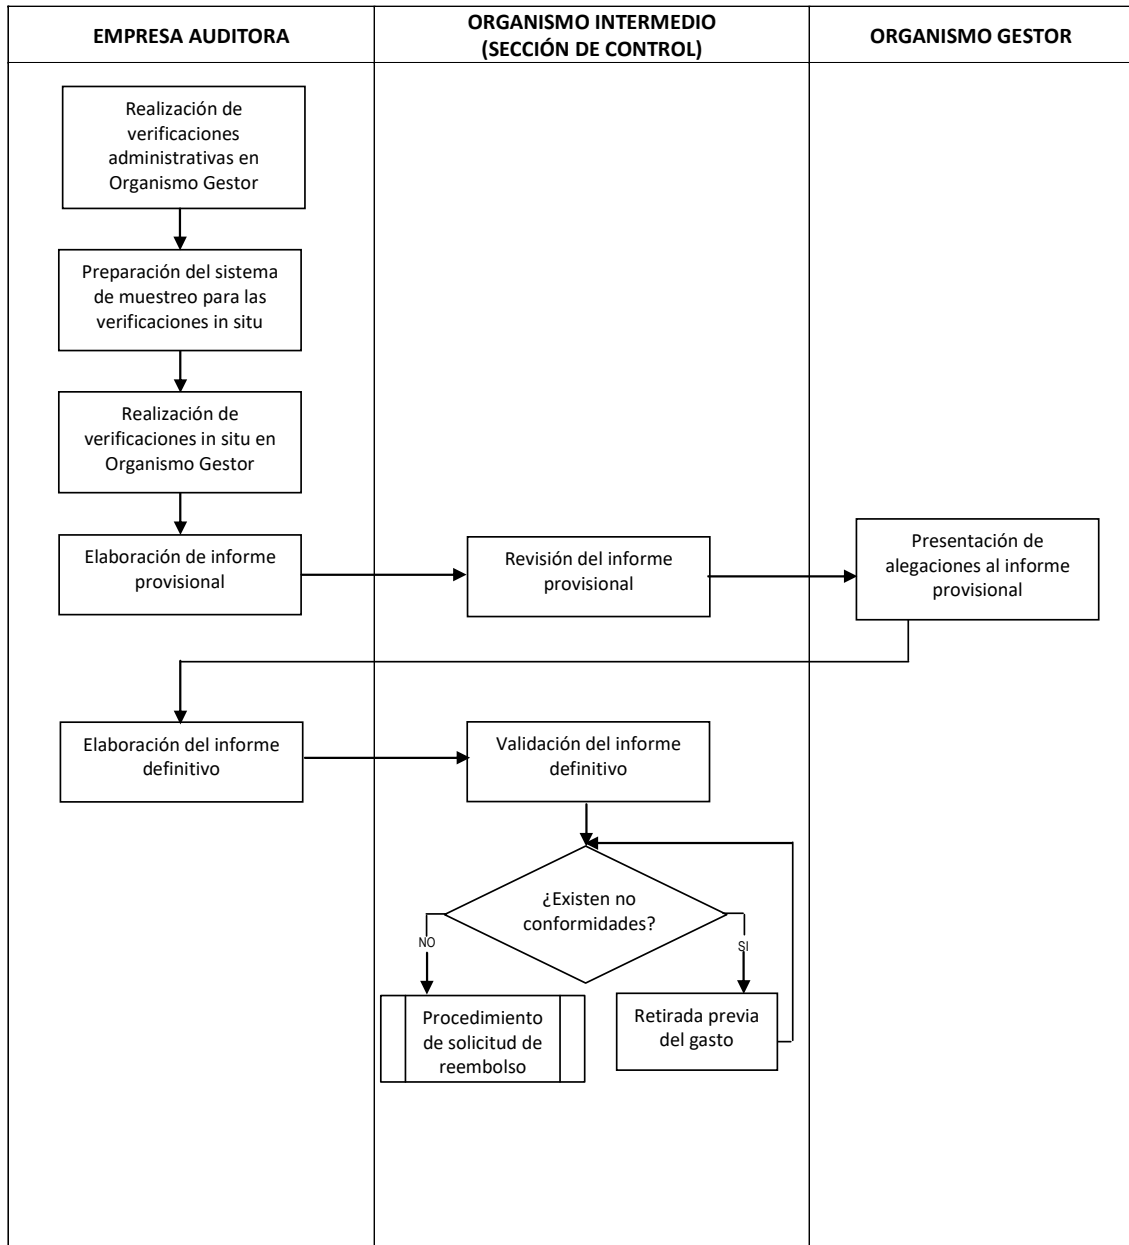 EMPRESA AUDITORA
ORGANISMO INTERMEDIO
(SECCIÓN DE CONTROL)
ORGANISMO GESTOR
Realización de
verificaciones
administrativas en
Organismo Gestor
Preparación del sistema
de muestreo para las
verificaciones in situ
Realización de
verificaciones in situ en
Organismo Gestor
Elaboración de informe
provisional
Revisión del informe
provisional
Presentación de
alegaciones al informe
provisional
Elaboración del informe
definitivo
Validación del informe
definitivo
¿Existen no
conformidades?
NO
SI
Procedimiento
de solicitud de
reembolso
Retirada previa
del gasto